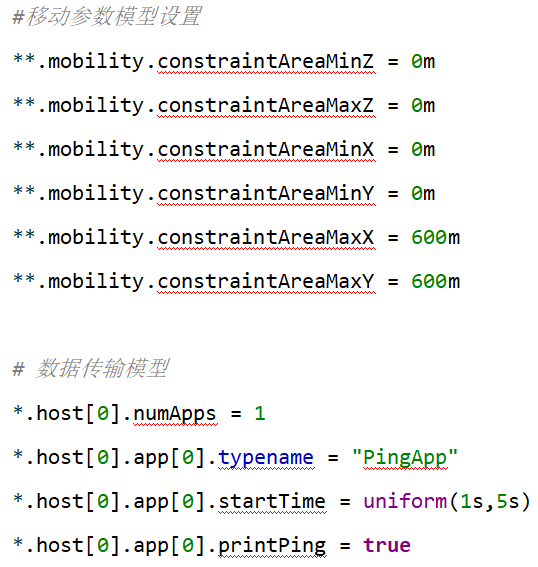 #移动参数模型设置
**.mobility.constraintAreaMinZ = 0m
**.mobility.constraintAreaMaxZ = 0m
**.mobility.constraintAreaMinX = 0m
**.mobility.constraintAreaMinY = 0m
**.mobility.constraintAreaMaxX = 600m
**.mobility.constraintAreaMaxY = 600m
# 数据传输模型
*.host[0].numApps = 1
*.host[0].app[0].typename = "PingApp"
*.host[0].app[0].startTime = uniform(1s,5s)
*.host[0].app[0].printPing = true